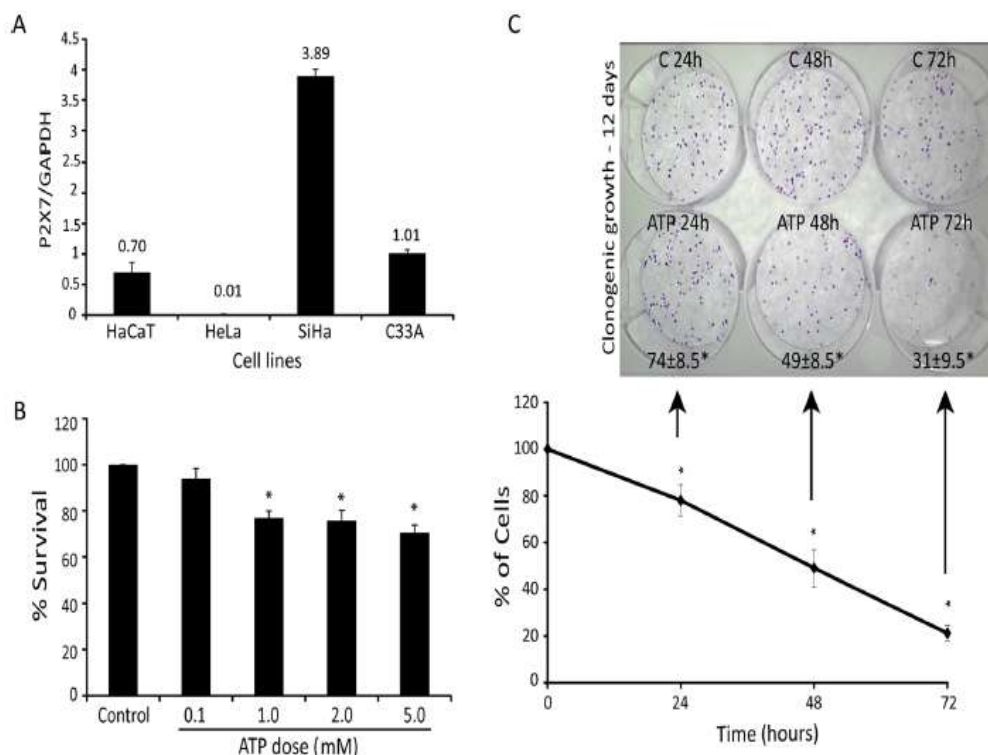 A
P2X7/GAPDH
4.5
4
3.5
3
2.5
2
1.5
1
0.5
0
0.70
0.01
3.89
1.01
HaCaT HeLa SiHa C33A
Cell lines
B
% Survival
120
100
80
60
40
20
0
* * *
Control 0.1 1.0 2.0 5.0
ATP dose (mM)
C
Clonogenic growth - 12 days
C 24h C 48h C 72h
ATP 24h ATP 48h ATP 72h
74±8.5* 49±8.5* 31±9.5*
% of Cells
120
100
80
60
40
20
0
* * *
0 24 48 72
Time (hours)